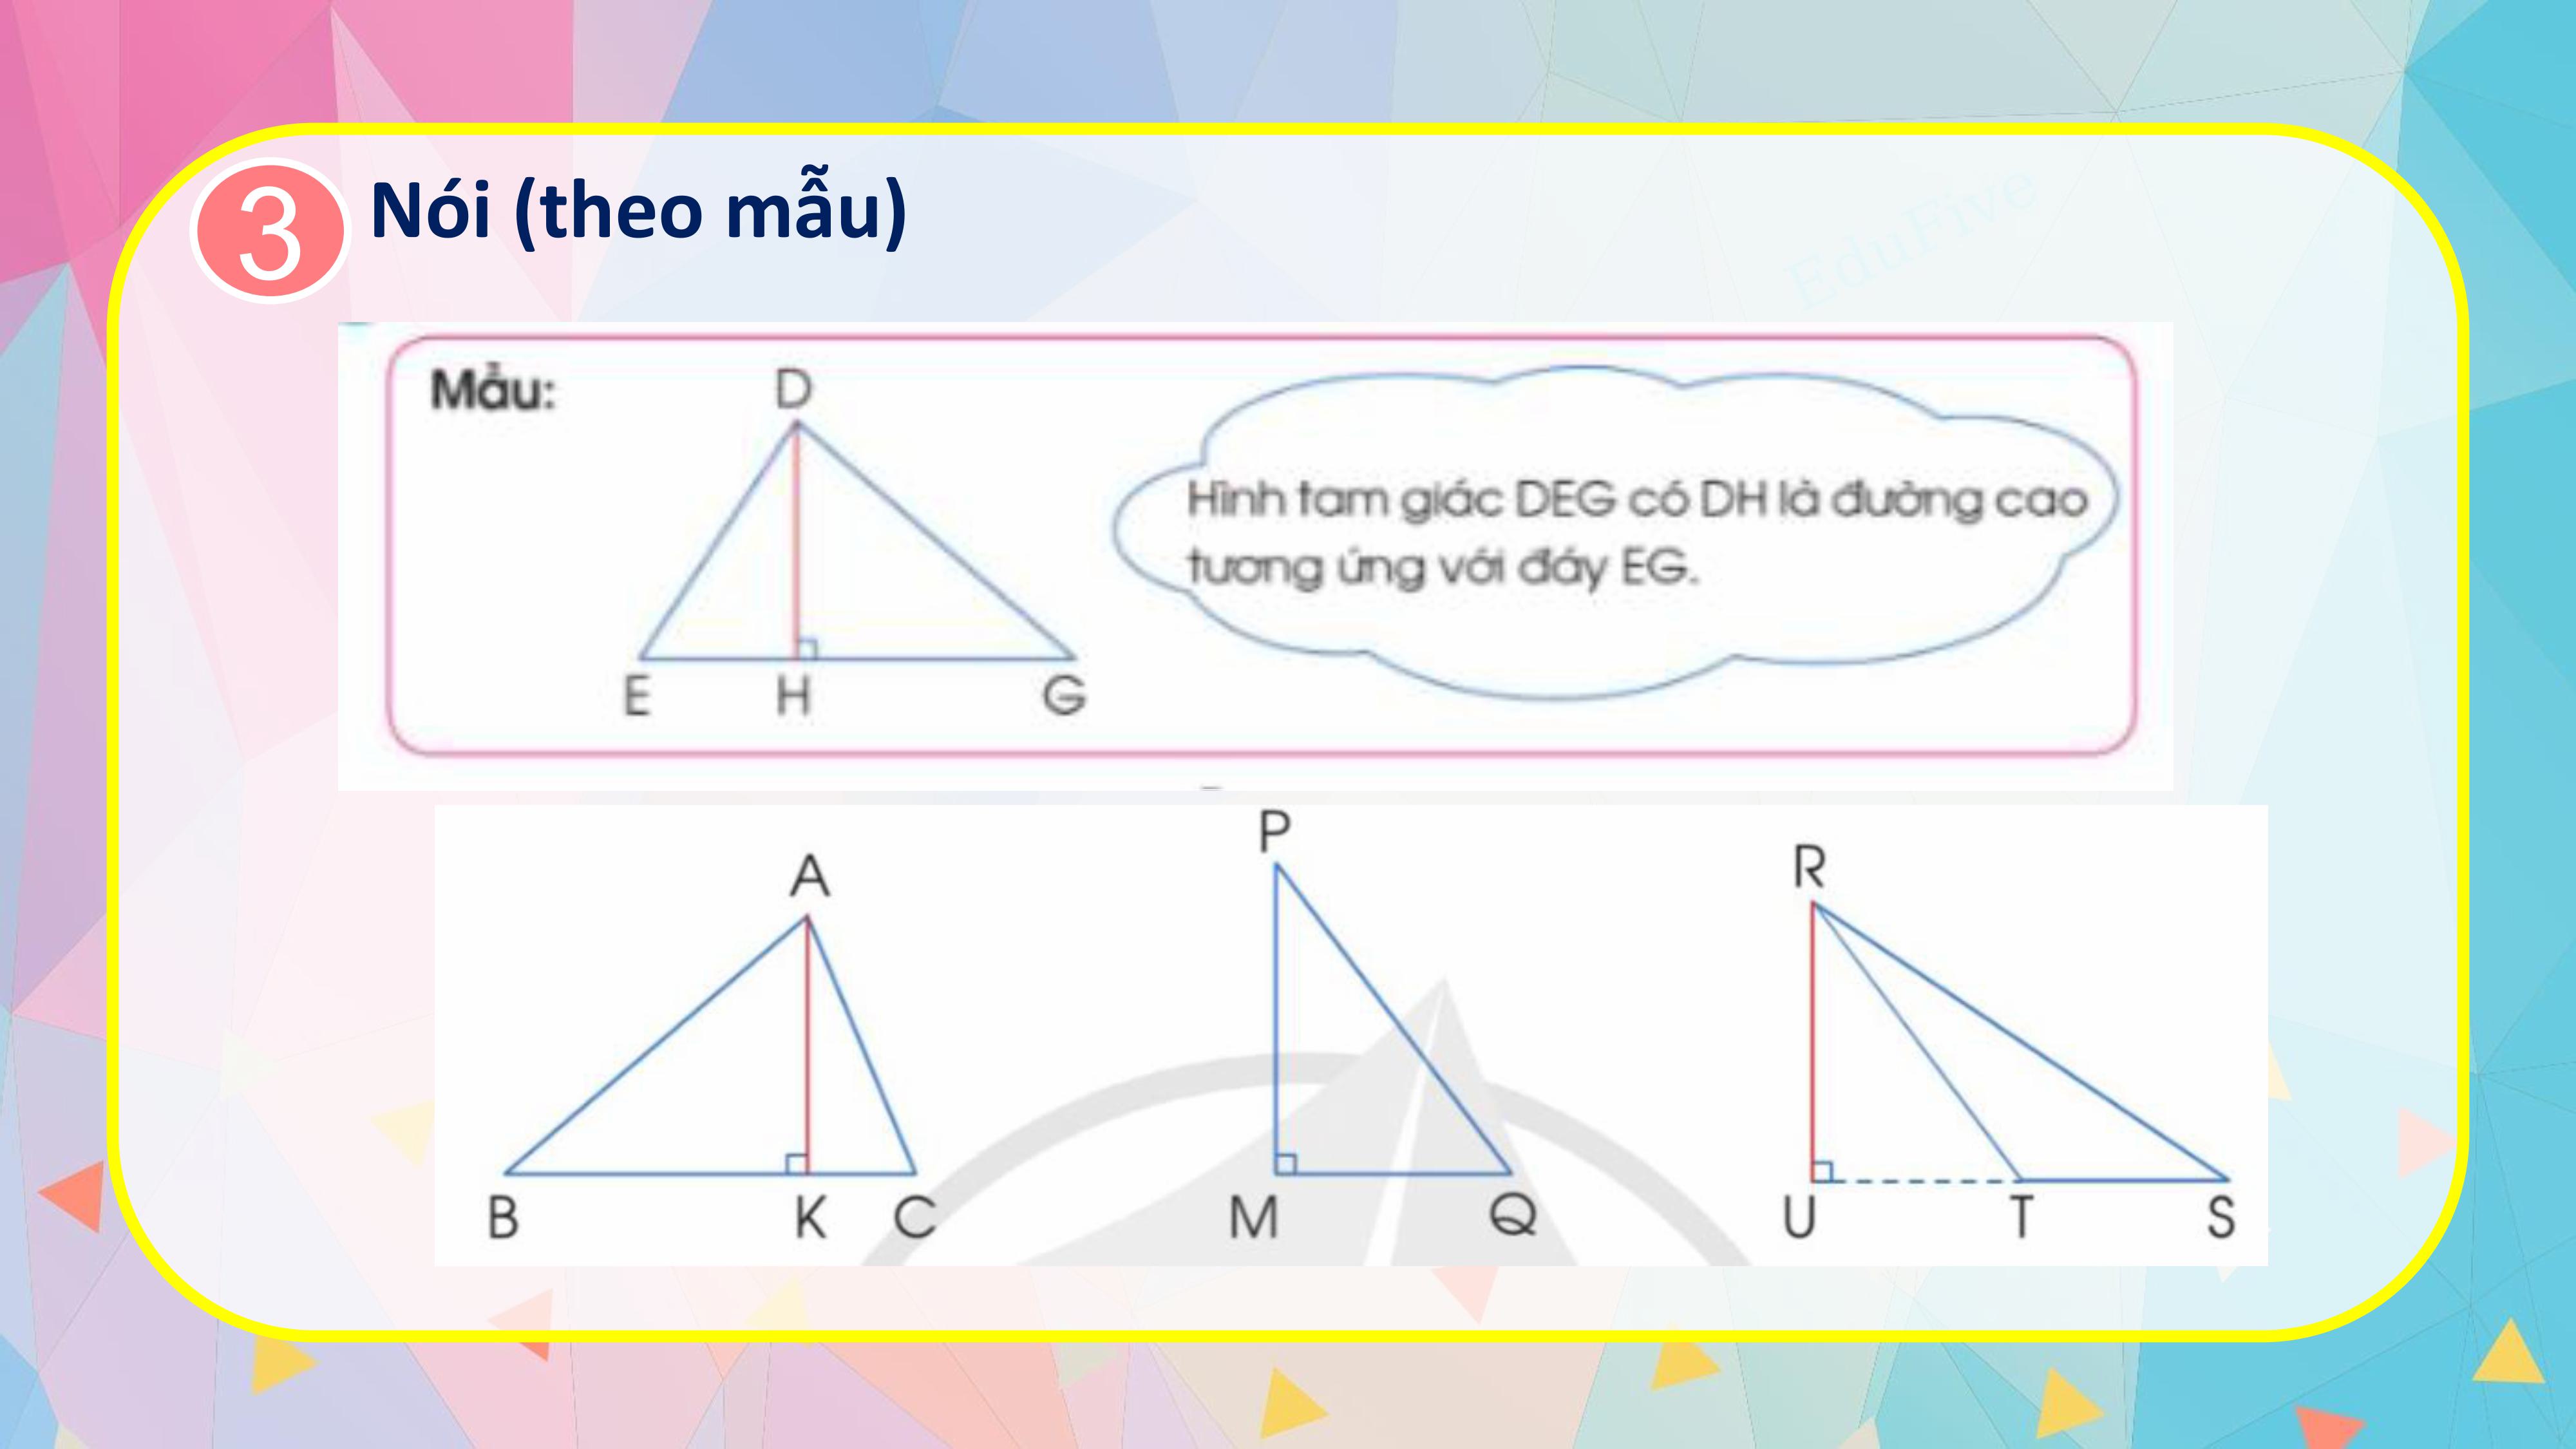 3
Nói (theo mẫu)
EduFive
Mẫu:
D
Hình tam giác DEG có DH là đường cao
tương ứng với đáy EG.
E H G
A
P
R
B K C
M Q
U T S